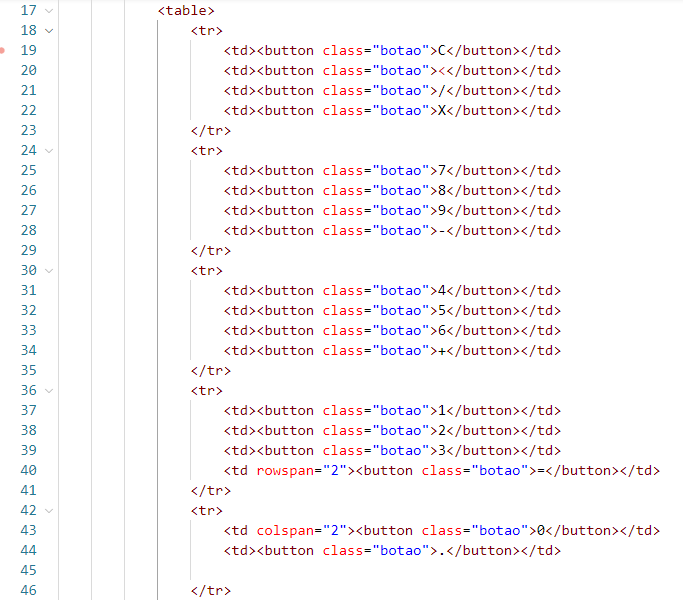 17 <table>
18 <tr>
19 <td><button class="botao">C</button></td>
20 <td><button class="botao"><</button></td>
21 <td><button class="botao">/</button></td>
22 <td><button class="botao">X</button></td>
23 </tr>
24 <tr>
25 <td><button class="botao">7</button></td>
26 <td><button class="botao">8</button></td>
27 <td><button class="botao">9</button></td>
28 <td><button class="botao">-</button></td>
29 </tr>
30 <tr>
31 <td><button class="botao">4</button></td>
32 <td><button class="botao">5</button></td>
33 <td><button class="botao">6</button></td>
34 <td><button class="botao">+</button></td>
35 </tr>
36 <tr>
37 <td><button class="botao">1</button></td>
38 <td><button class="botao">2</button></td>
39 <td><button class="botao">3</button></td>
40 <td rowspan="2"><button class="botao">=</button></td>
41 </tr>
42 <tr>
43 <td colspan="2"><button class="botao">0</button></td>
44 <td><button class="botao">.</button></td>
45
46 </tr>